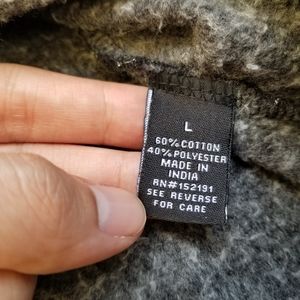 L
60% COTTON
40% POLYESTER
MADE IN
INDIA
RN#152191
SEE REVERSE
FOR CARE